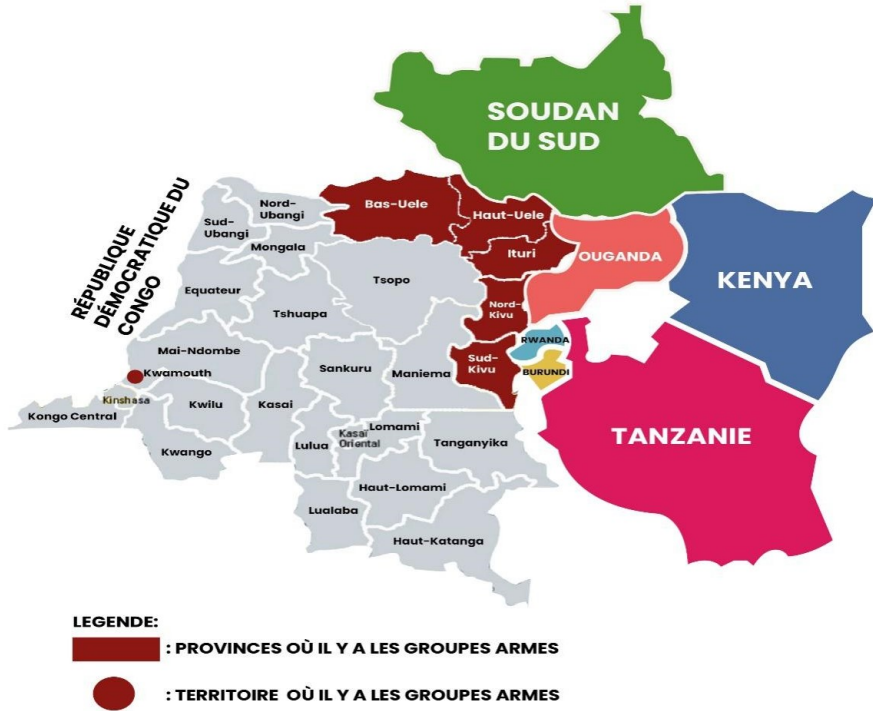 SOUDAN
DU SUD
RÉPUBLIQUE
DÉMOCRATIQUE DU
CONGO
Nord-
Ubangi
Bas-Uele
Haut-Uele
Sud-
Ubangi
Mongala
Ituri
OUGANDA
KENYA
Tsopo
Equateur
Tshuapa
Nord-
Kivu
RWANDA
Mai-Ndombe
Sankuru
Maniema
Sud-
Kivu
BURUNDI
Kwamouth
Kinshasa
Kongo Central
Kwilu
Kasai
TANZANIE
Kwango
Lulua
Kasaï
Oriental
Lomami
Tanganyika
Haut-Lomami
Lualaba
Haut-Katanga
LEGENDE:
: PROVINCES OÙ IL Y A LES GROUPES ARMES
: TERRITOIRE OÙ IL Y A LES GROUPES ARMES